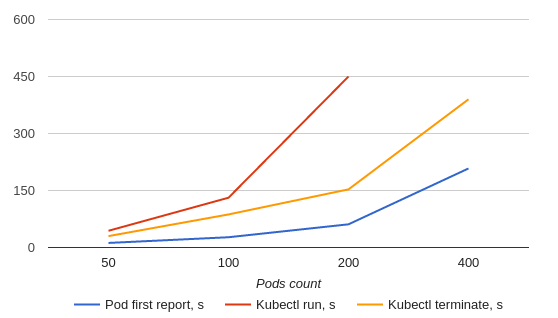 600
450
300
150
0
50 100 200 400
Pods count
Pod first report, s Kubectl run, s Kubectl terminate, s